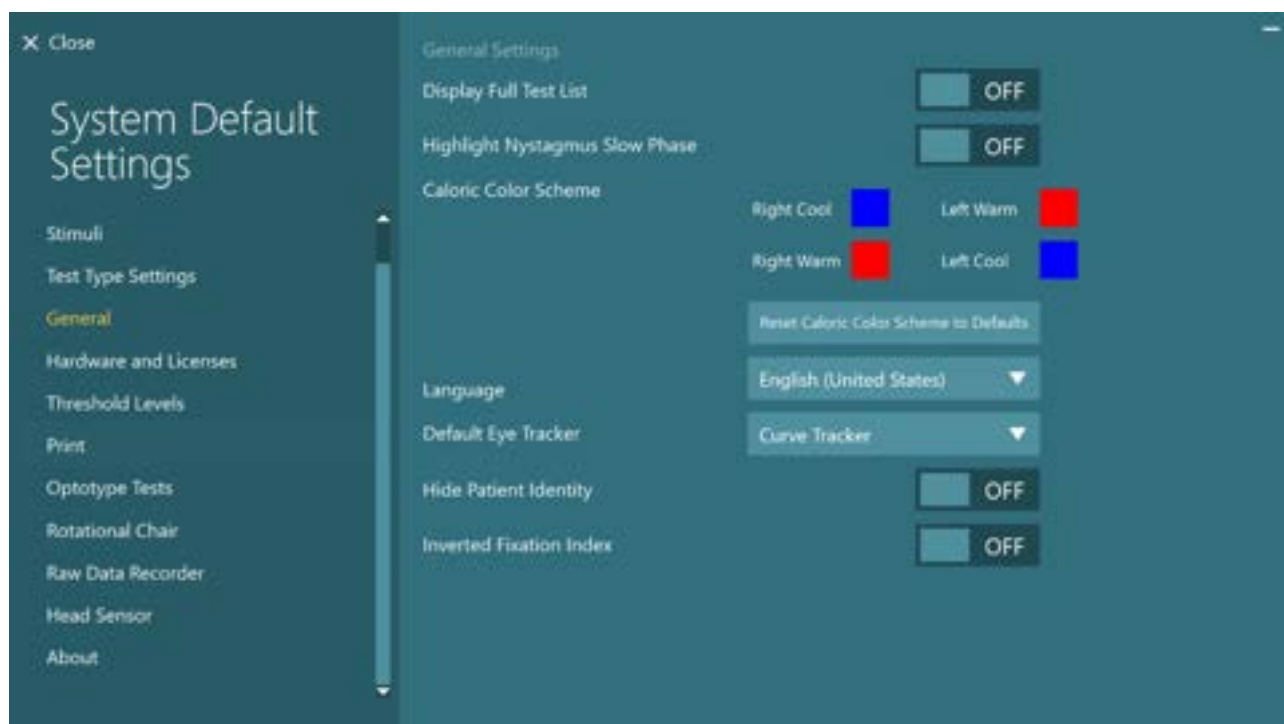 Close
System Default
Settings
Stimuli
Test Type Settings
General
Hardware and Licenses
Threshold Levels
Print
Optotype Tests
Rotational Chair
Raw Data Recorder
Head Sensor
About
General Settings
Display Full Test List OFF
Highlight Nystagmus Slow Phase OFF
Caloric Color Scheme
Right Cool Left Warm
Right Warm Left Cool
Reset Caloric Color Scheme to Defaults
Language English (United States)
Default Eye Tracker Curve Tracker
Hide Patient Identity OFF
Inverted Fixation Index OFF